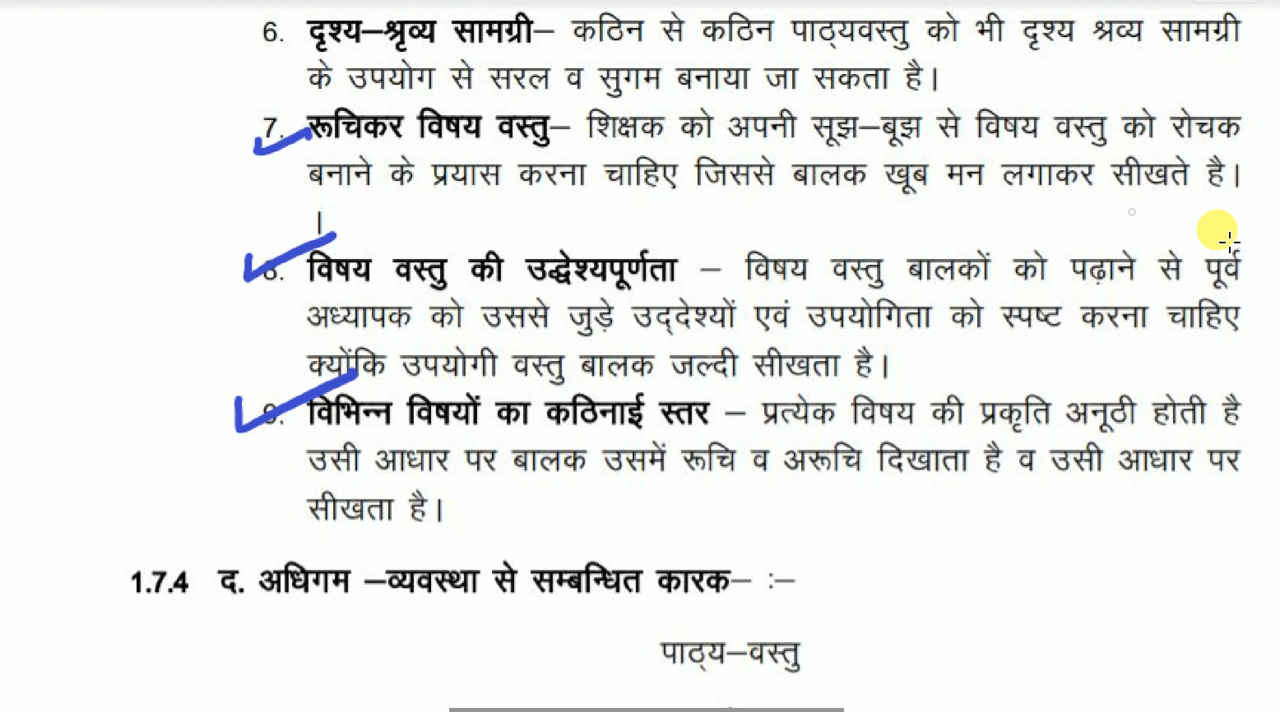 6. दृश्य–श्रृव्य सामग्री– कठिन से कठिन पाठ्यवस्तु को भी दृश्य श्रव्य सामग्री
के उपयोग से सरल व सुगम बनाया जा सकता है।
7. रूचिकर विषय वस्तु– शिक्षक को अपनी सूझ–बूझ से विषय वस्तु को रोचक
बनाने के प्रयास करना चाहिए जिससे बालक खूब मन लगाकर सीखते है।
।
8. विषय वस्तु की उद्धेश्यपूर्णता – विषय वस्तु बालकों को पढ़ाने से पूर्व
अध्यापक को उससे जुड़े उद्‌देश्यों एवं उपयोगिता को स्पष्ट करना चाहिए
क्योंकि उपयोगी वस्तु बालक जल्दी सीखता है।
9. विभिन्न विषयों का कठिनाई स्तर – प्रत्येक विषय की प्रकृति अनूठी होती है
उसी आधार पर बालक उसमें रूचि व अरूचि दिखाता है व उसी आधार पर
सीखता है।
1.7.4 द. अधिगम –व्यवस्था से सम्बन्धित कारक– :–
पाठ्य–वस्तु